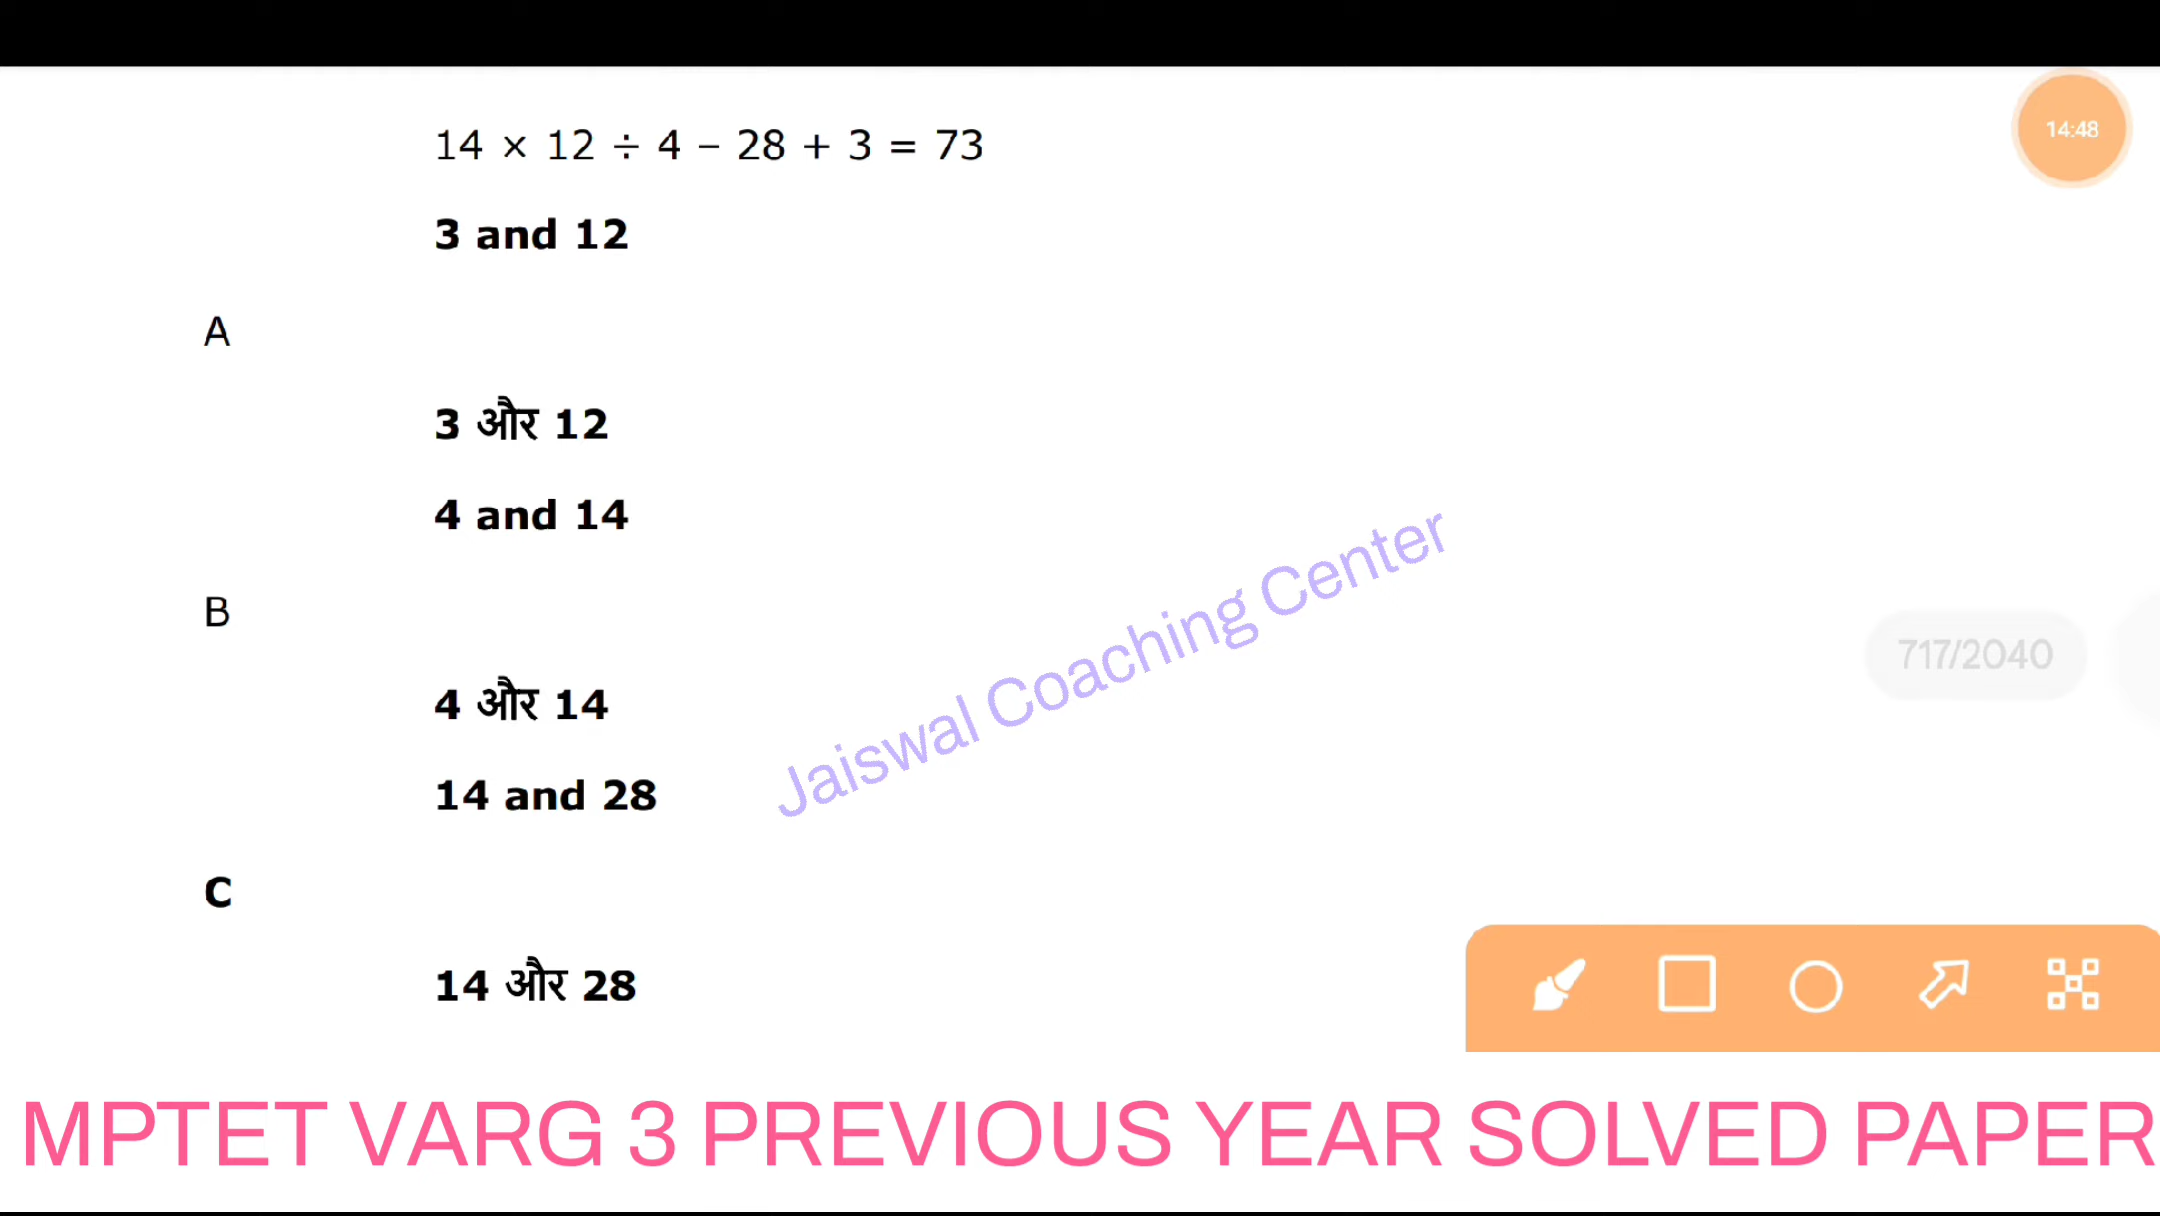 14:48
14 × 12 ÷ 4 – 28 + 3 = 73
3 and 12
A
3 और 12
4 and 14
B
4 और 14
14 and 28
C
14 और 28
Jaiswal Coaching Center
717/2040
MPTET VARG 3 PREVIOUS YEAR SOLVED PAPER